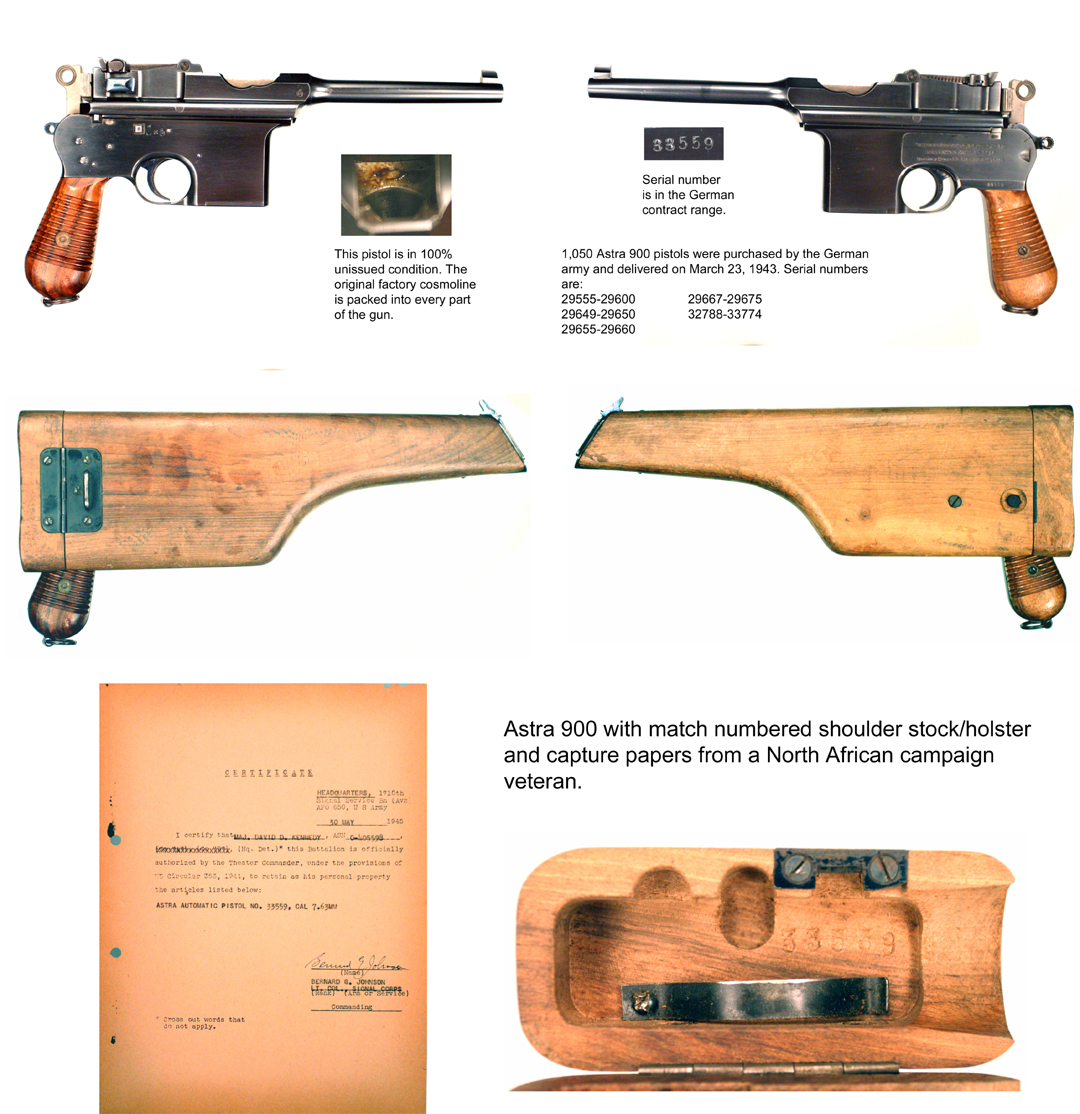 33559
Serial number
is in the German
contract range.
This pistol is in 100%
unissued condition. The
original factory cosmoline
is packed into every part
of the gun.
1,050 Astra 900 pistols were purchased by the German
army and delivered on March 23, 1943. Serial numbers
are:
29555-29600 29667-29675
29649-29650 32788-33774
29655-29660
CERTIFICATE
HEADQUARTERS, 1716th
Signal Service Bn (Avn
APO 650, U S Army
30 MAY 1945
I certify that MAJ. DAVID D. KENNEDY, ASN
(Hq. Det.)* this Battalion is officially
authorized by the Theater Commander, under the provisions of
Circular 1944, to retain as his personal property
the articles listed below:
ASTRA AUTOMATIC PISTOL NO. 33559, CAL 7.63MM
(Name)
BERNARD G. JOHNSON
LT. COL., SIGNAL CORPS
(Rank) (Arm or Service)
Commanding
* Cross out words that
do not apply.
Astra 900 with match numbered shoulder stock/holster
and capture papers from a North African campaign
veteran.
33559